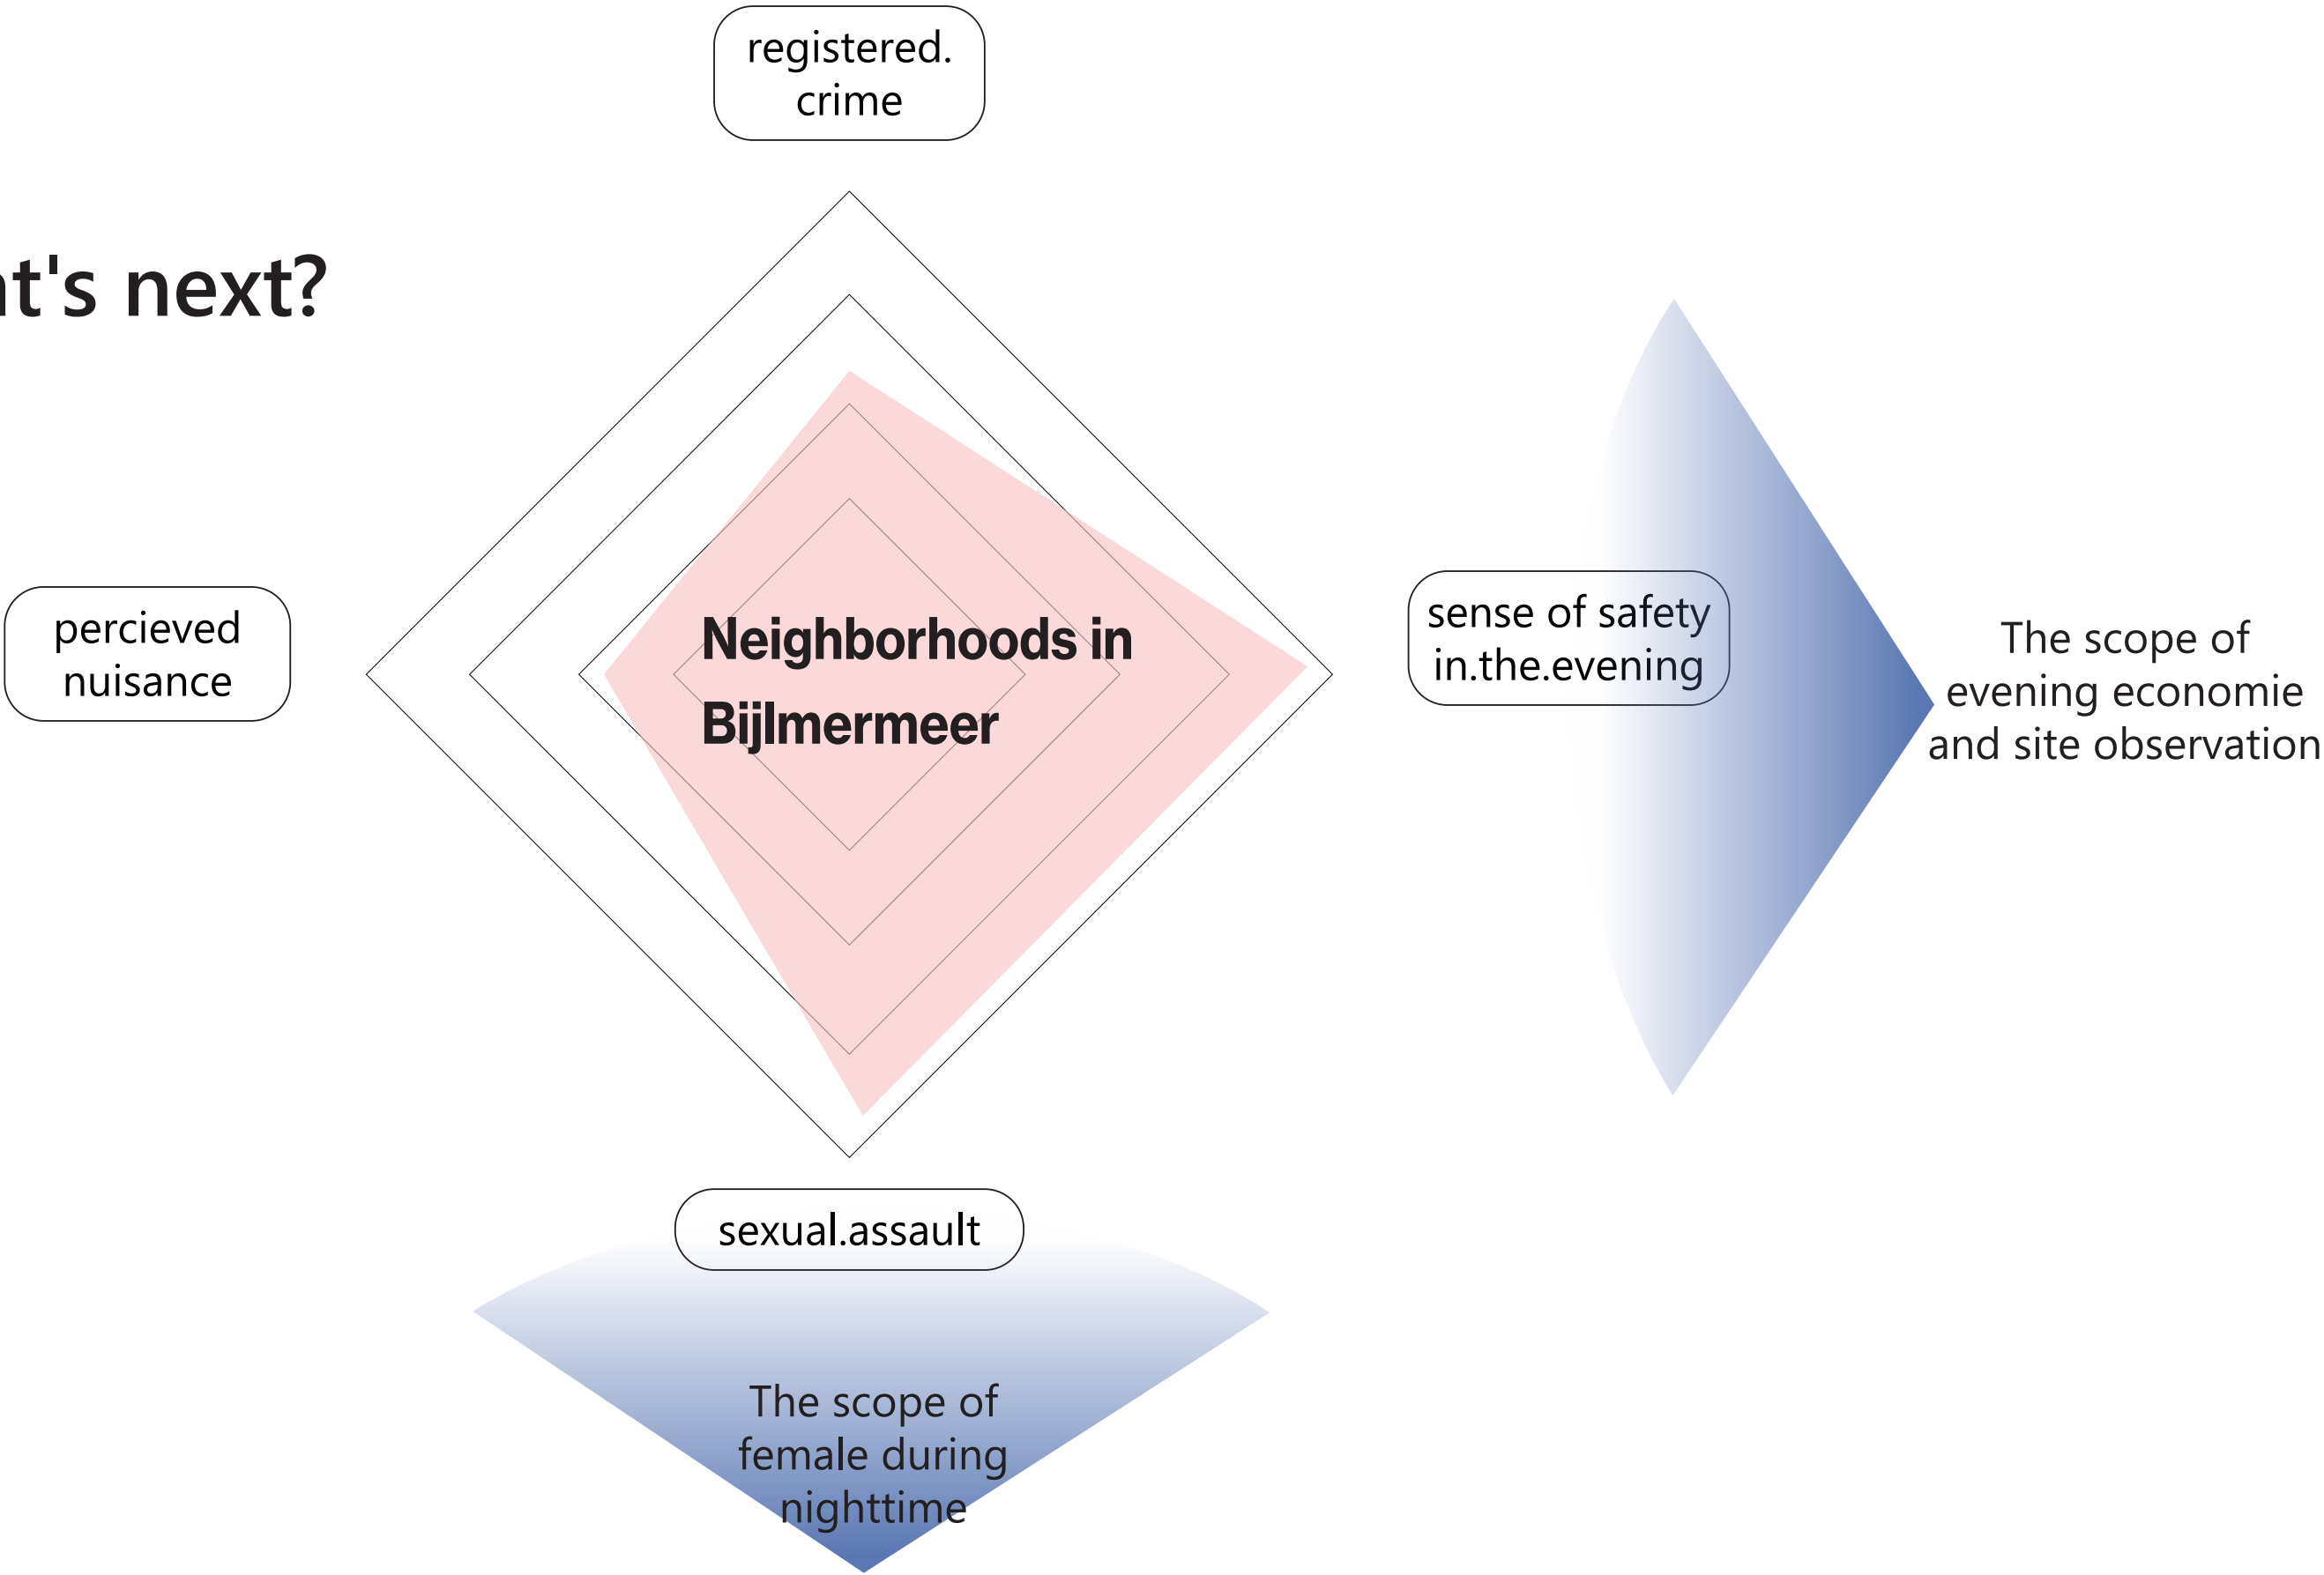 registered.
crime
t's next?
percieved
nuisance
Neighborhoods in
Bijlmermeer
sense of safety
in.the.evening
The scope of
evening economie
and site observation
sexual.assault
The scope of
female during
nighttime